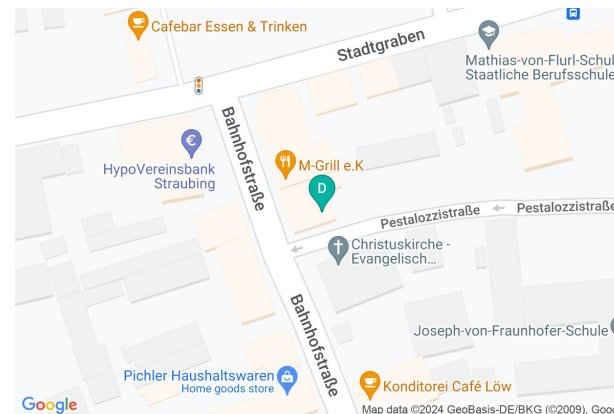 Cafebar Essen & Trinken
Stadtgraben
Mathias-von-Flurl-Schul
Staatliche Berufsschule
€
HypoVereinsbank
Straubing
Bahnhofstraße
M-Grill e.K
D
Pestalozzistraße
Pestalozzistraße
Christuskirche -
Evangelisch...
Bahnhofstraße
Joseph-von-Fraunhofer-Schule
Pichler Haushaltswaren
Home goods store
Konditorei Café Löw
Google
Map data ©2024 GeoBasis-DE/BKG (©2009), Goog